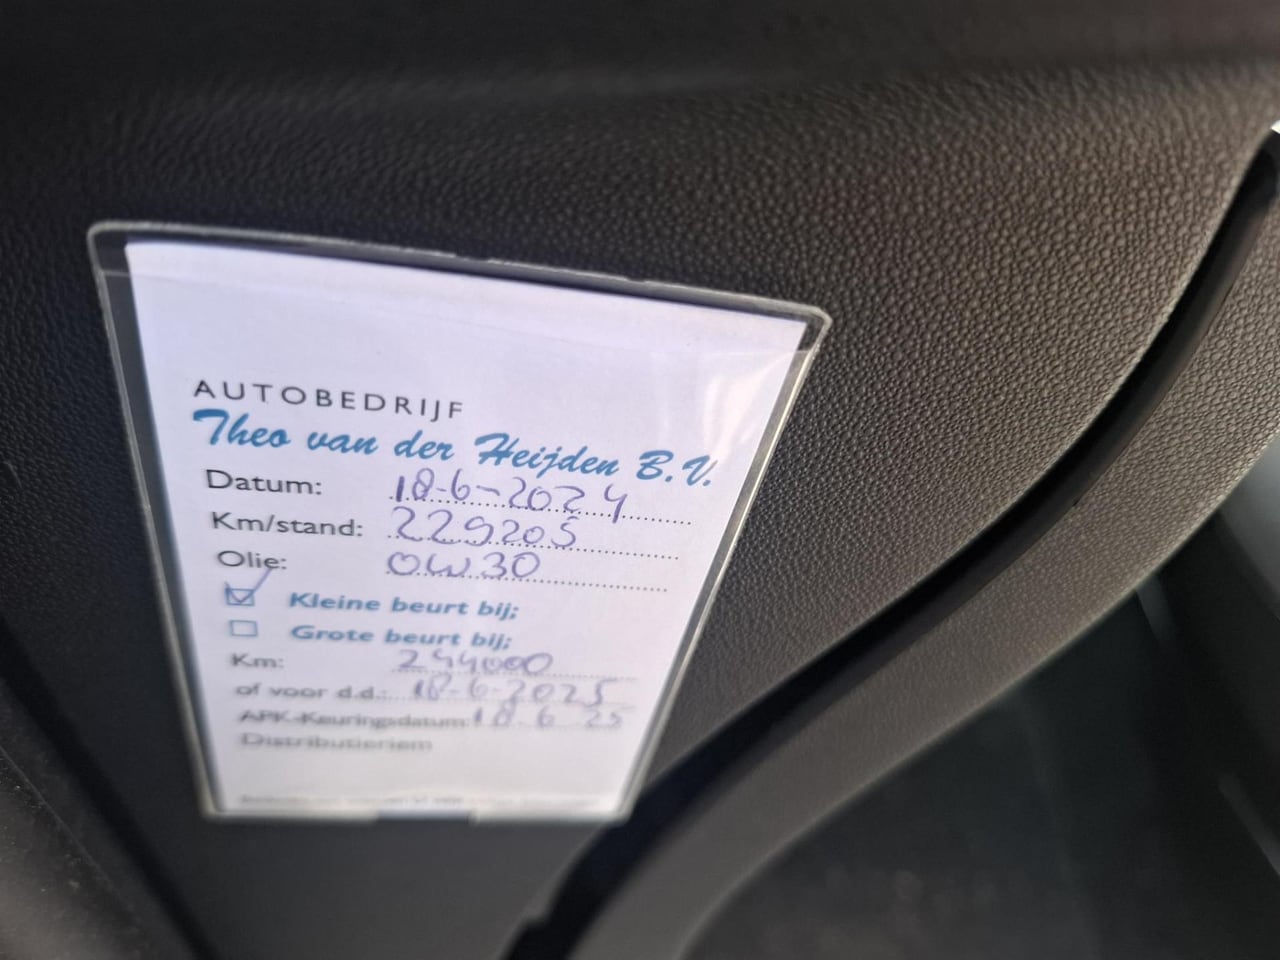 AUTOBEDRIJF
Theo van der Heijden B.V.
Datum: 18-6-2024
Km/stand: 229205
Olie: 0W30
Kleine beurt bij;
Grote beurt bij;
Km: 244000
of voor d.d.: 18-6-2025
APK-Keuringsdatum: 18-6-25
Distributieriem